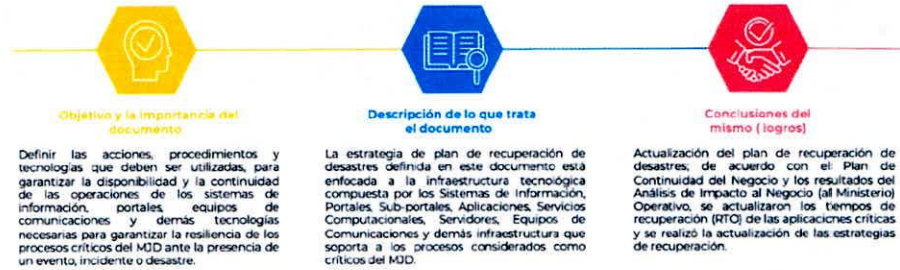 Objetivo y la importancia del
documento
Definir las acciones, procedimientos y
tecnologías que deben ser utilizadas, para
garantizar la disponibilidad y la continuidad
de las operaciones de los sistemas de
información, portales, equipos de
comunicaciones y demás tecnologías
necesarias para garantizar la resiliencia de los
procesos críticos del MJD ante la presencia de
un evento, incidente o desastre.
Descripción de lo que trata
el documento
La estrategia de plan de recuperación de
desastres definida en este documento está
enfocada a la infraestructura tecnológica
compuesta por los Sistemas de Información,
Portales, Sub-portales, Aplicaciones, Servicios
Computacionales, Servidores, Equipos de
Comunicaciones y demás infraestructura que
soporta a los procesos considerados como
críticos del MJD.
Conclusiones del
mismo ( logros)
Actualización del plan de recuperación de
desastres; de acuerdo con el Plan de
Continuidad del Negocio y los resultados del
Análisis de Impacto al Negocio (al Ministerio)
Operativo, se actualizaron los tiempos de
recuperación (RTO) de las aplicaciones críticas
y se realizó la actualización de las estrategias
de recuperación.